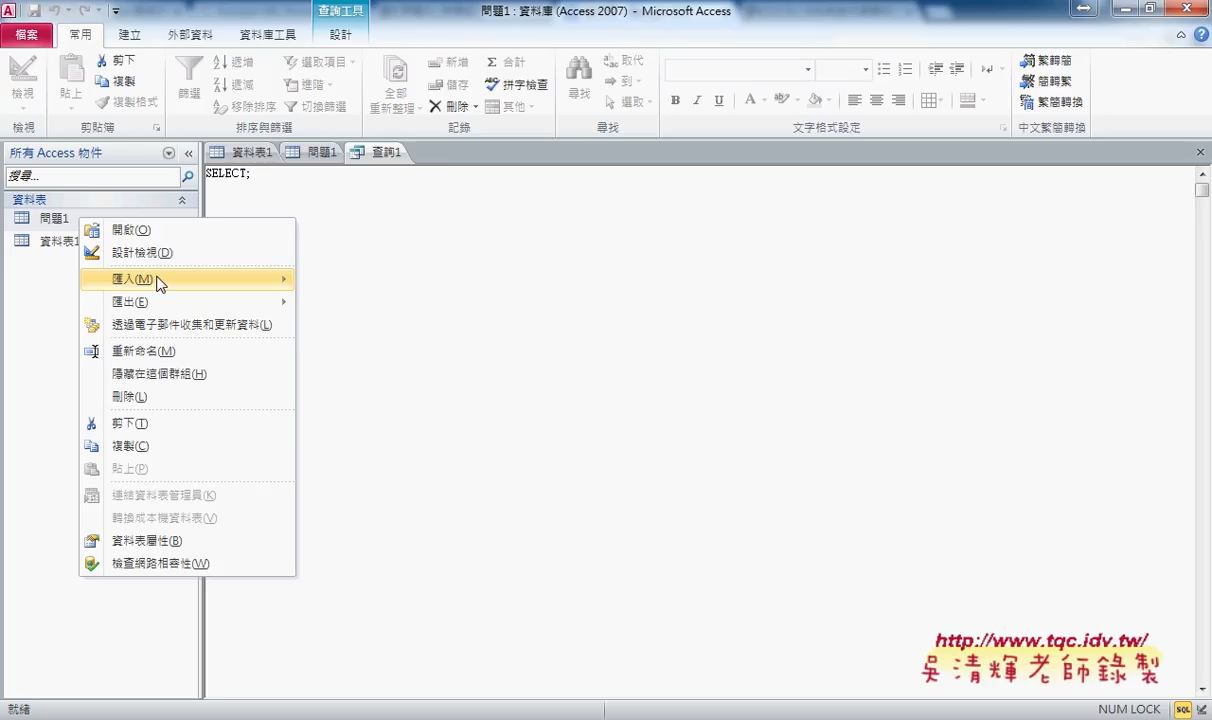 查詢工具
問題1 : 資料庫 (Access 2007) - Microsoft Access
檔案 常用 建立 外部資料 資料庫工具 設計
檢視
檢視
貼上
剪下
複製
複製格式
剪貼簿
篩選
遞增
遞減
移除排序
選取項目
進階
切換篩選
排序與篩選
全部
重新整理
新增
儲存
刪除
合計
拼字檢查
其他
記錄
尋找
取代
到
選取
尋找
B I U
A
文字格式設定
繁轉簡
簡轉繁
繁簡轉換
中文繁簡轉換
所有 Access 物件
搜尋...
資料表
問題1
資料表1
資料表1 問題1 查詢1
SELECT;
開啟(O)
設計檢視(D)
匯入(M)
匯出(E)
透過電子郵件收集和更新資料(L)
重新命名(M)
隱藏在這個群組(H)
刪除(L)
剪下(T)
複製(C)
貼上(P)
連結資料表管理員(K)
轉換成本機資料表(V)
資料表屬性(B)
檢查網路相容性(W)
http://www.tqc.idv.tw/
吳清輝老師錄製
就緒
NUM LOCK
SQL